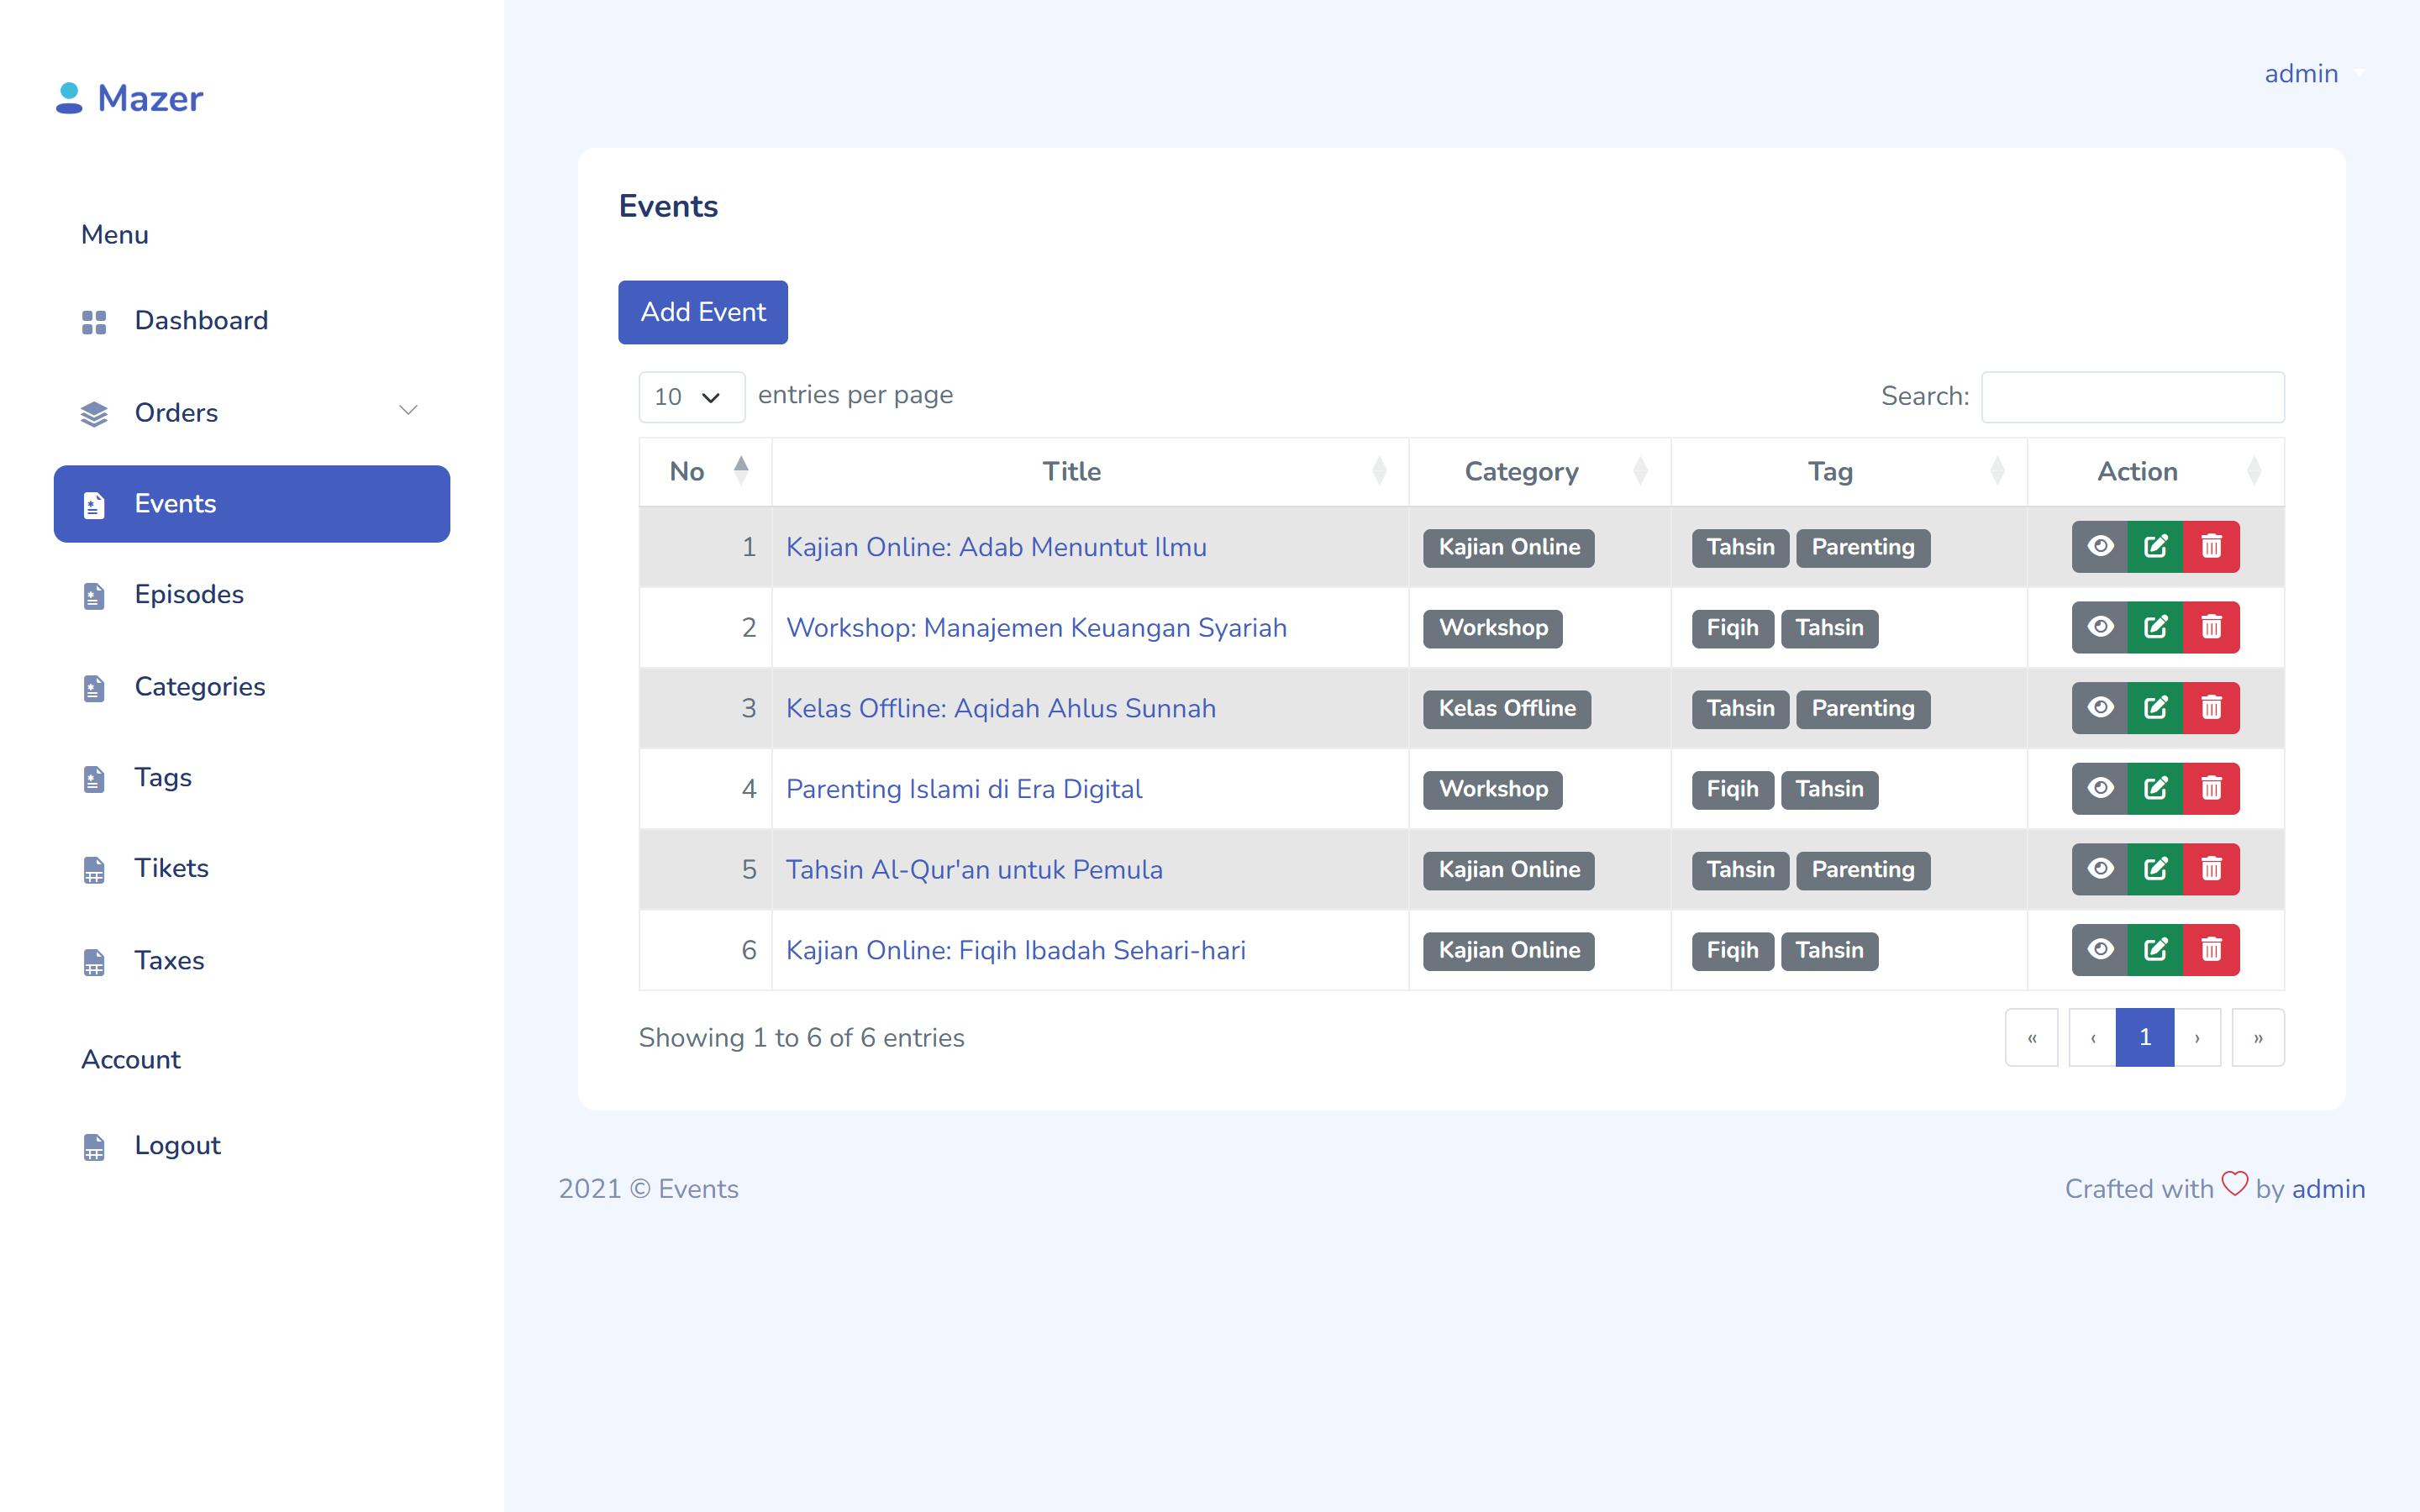 Mazer
admin
Menu
Dashboard
Orders
Events
Episodes
Categories
Tags
Tikets
Taxes
Account
Logout
Events
Add Event
10 entries per page
Search:
No Title Category Tag Action
1 Kajian Online: Adab Menuntut Ilmu Kajian Online Tahsin Parenting
2 Workshop: Manajemen Keuangan Syariah Workshop Fiqih Tahsin
3 Kelas Offline: Aqidah Ahlus Sunnah Kelas Offline Tahsin Parenting
4 Parenting Islami di Era Digital Workshop Fiqih Tahsin
5 Tahsin Al-Qur'an untuk Pemula Kajian Online Tahsin Parenting
6 Kajian Online: Fiqih Ibadah Sehari-hari Kajian Online Fiqih Tahsin
Showing 1 to 6 of 6 entries
« ‹ 1 › »
2021 © Events
Crafted with by admin